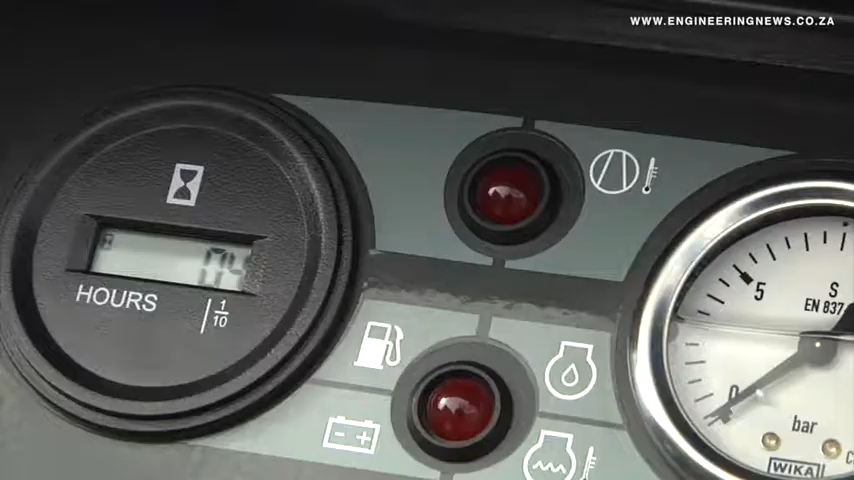 WWW.ENGINEERINGNEWS.CO.ZA
HOURS
1
10
5
S
EN 837
0
bar
WIKA